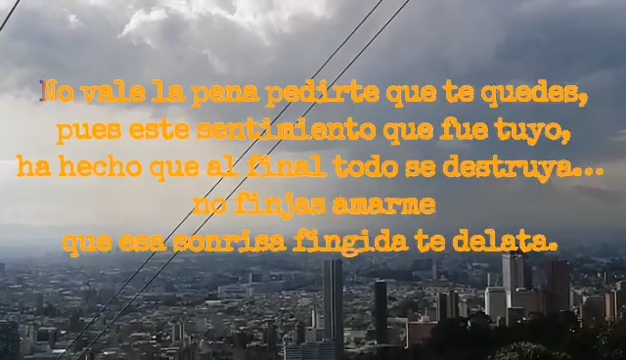 No vale la pena pedirte que te quedes,
pues este sentimiento que fue tuyo,
ha hecho que al final todo se destruya...
no finjas amarme
que esa sonrisa fingida te delata.